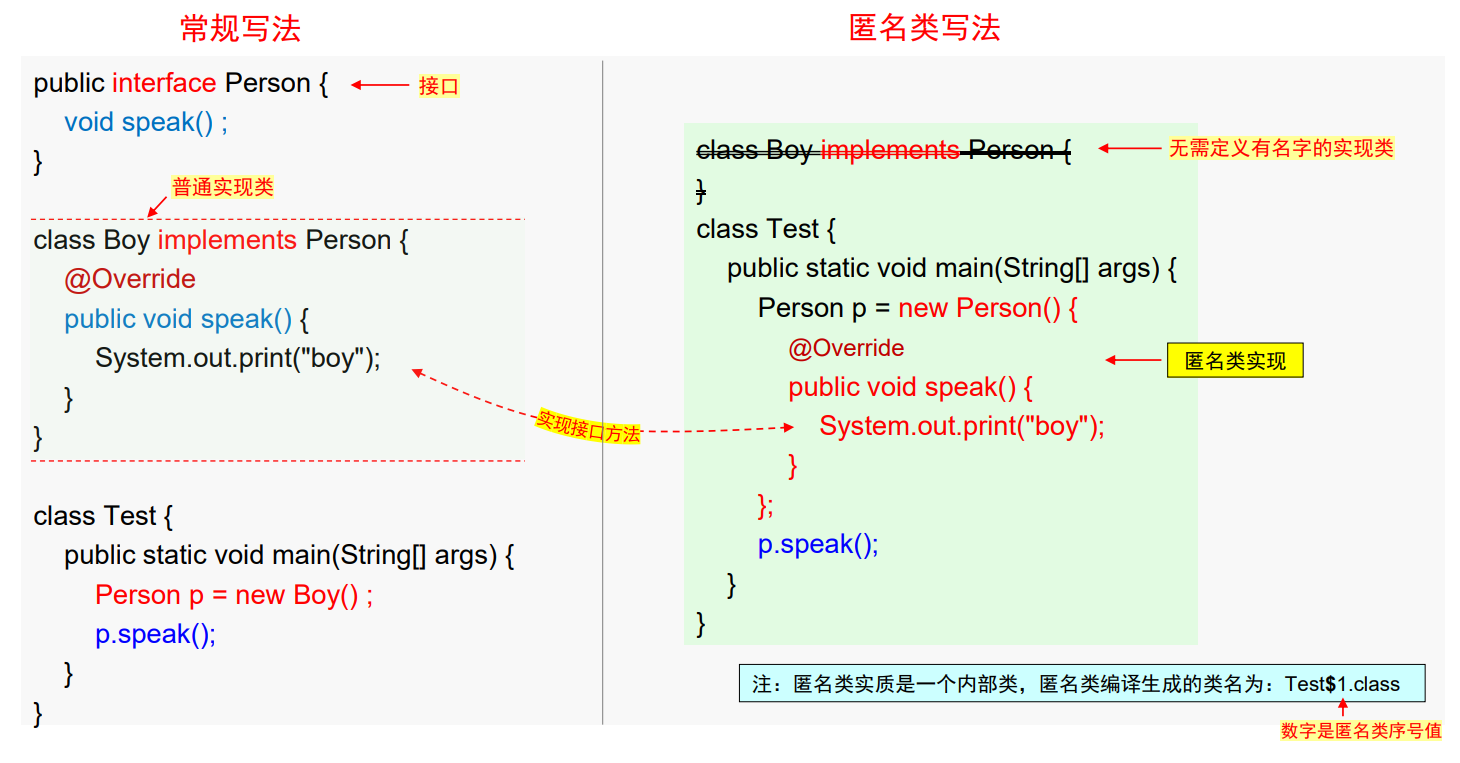 常规写法
public interface Person {
接口
void speak() ;
}
普通实现类
class Boy implements Person {
@Override
public void speak() {
System.out.print("boy");
}
}
实现接口方法
class Test {
public static void main(String[] args) {
Person p = new Boy() ;
p.speak();
}
}
匿名类写法
class Boy implements Person {
无需定义有名字的实现类
}
class Test {
public static void main(String[] args) {
Person p = new Person() {
@Override
匿名类实现
public void speak() {
System.out.print("boy");
}
};
p.speak();
}
}
注：匿名类实质是一个内部类，匿名类编译生成的类名为：Test$1.class
数字是匿名类序号值